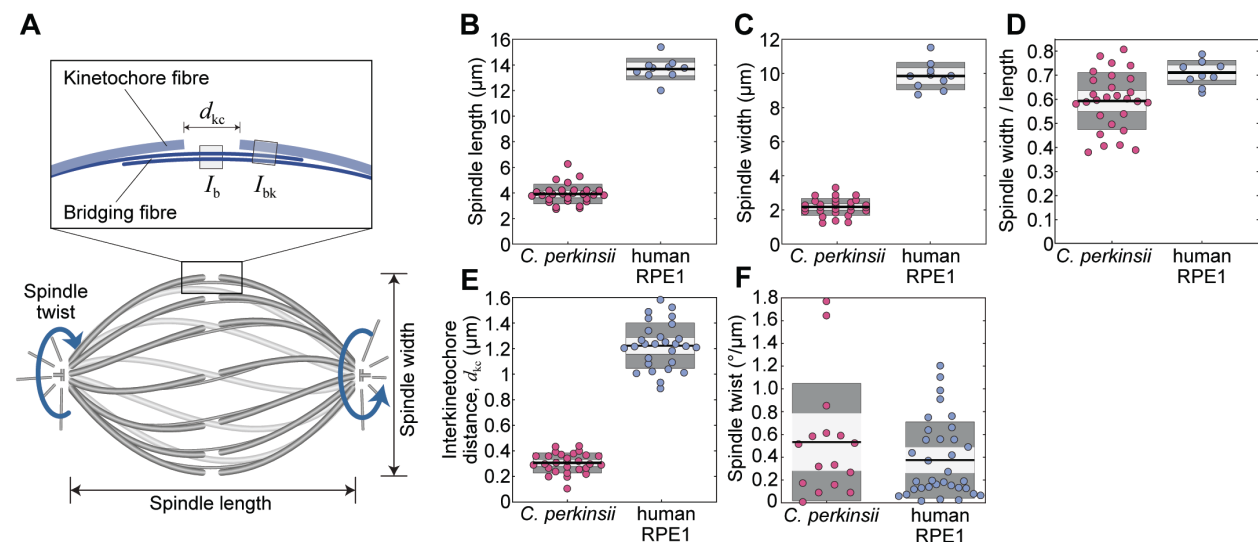 A
Kinetochore fibre
d_kc
I_b
I_bk
Bridging fibre
Spindle
twist
Spindle width
Spindle length
B
Spindle length (µm)
16
14
12
10
8
6
4
2
0
C. perkinsii
human
RPE1
C
Spindle width (µm)
12
10
8
6
4
2
0
C. perkinsii
human
RPE1
D
Spindle width / length
0.8
0.7
0.6
0.5
0.4
0.3
0.2
0.1
0
C. perkinsii
human
RPE1
E
Interkinetochore
distance, d_kc (µm)
1.6
1.4
1.2
1.0
0.8
0.6
0.4
0.2
0
C. perkinsii
human
RPE1
F
Spindle twist (°/µm)
1.8
1.6
1.4
1.2
1.0
0.8
0.6
0.4
0.2
0
C. perkinsii
human
RPE1